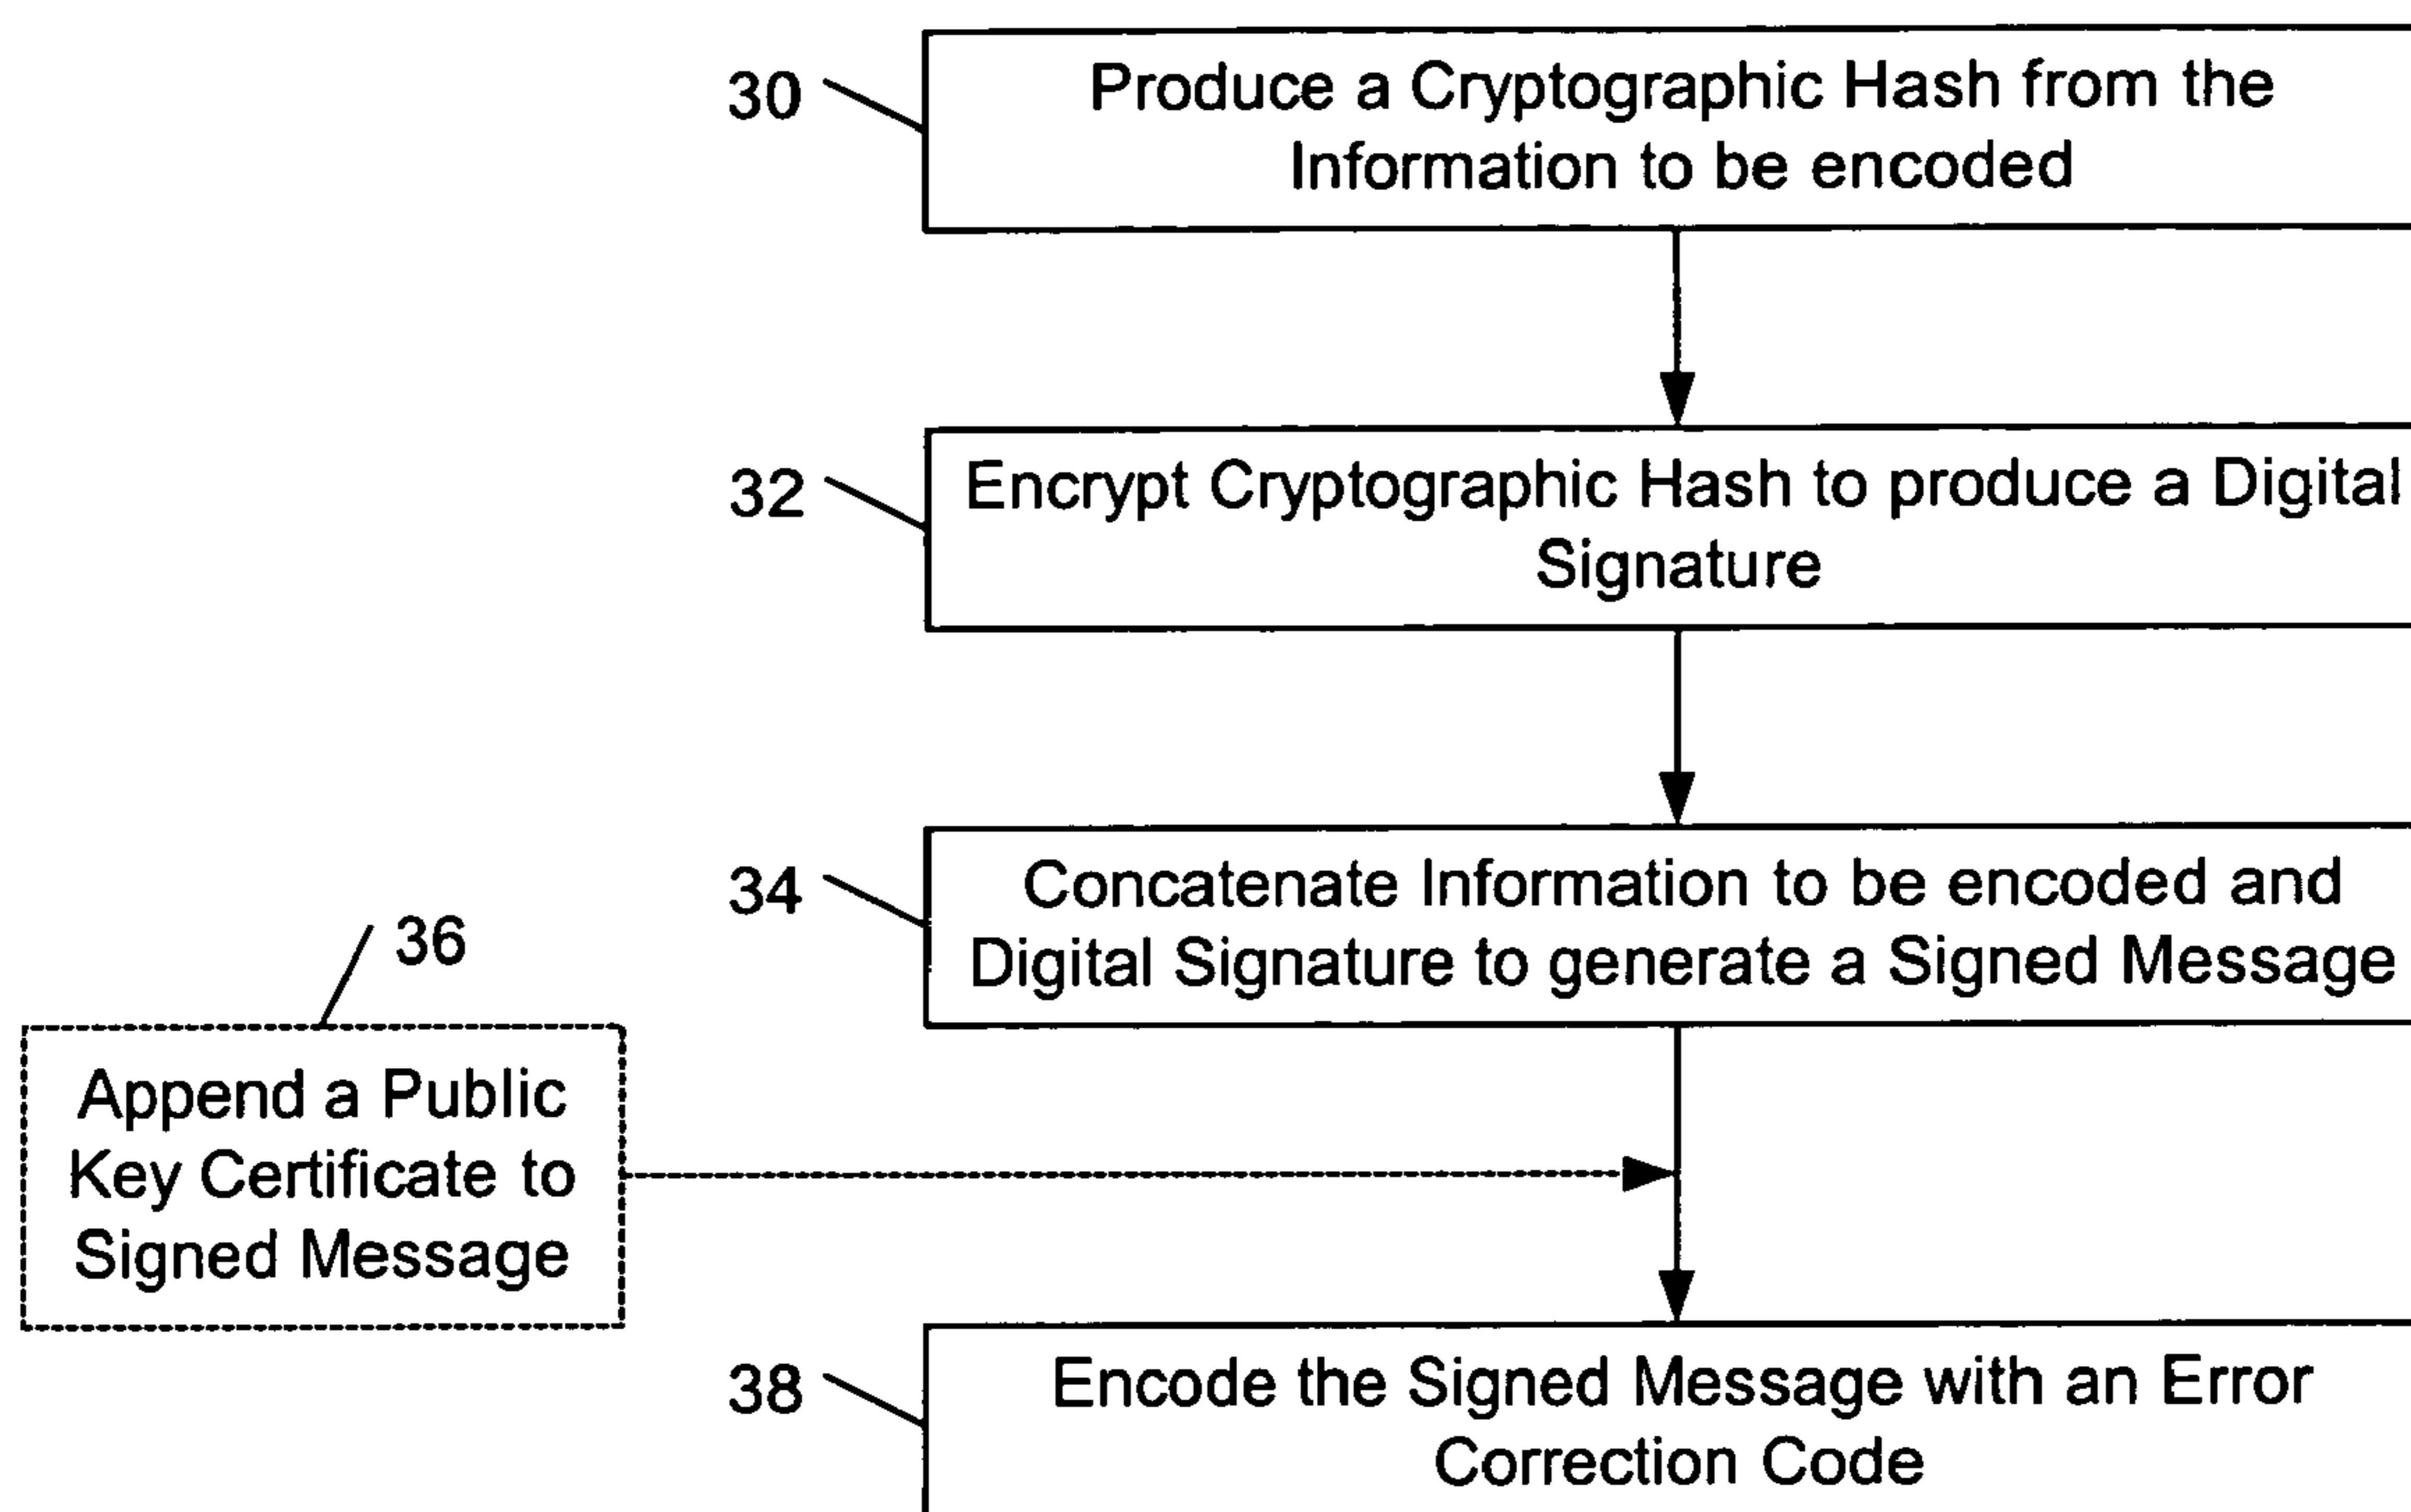 30
Produce a Cryptographic Hash from the
Information to be encoded
32
Encrypt Cryptographic Hash to produce a Digital
Signature
34
Concatenate Information to be encoded and
Digital Signature to generate a Signed Message
36
Append a Public
Key Certificate to
Signed Message
38
Encode the Signed Message with an Error
Correction Code